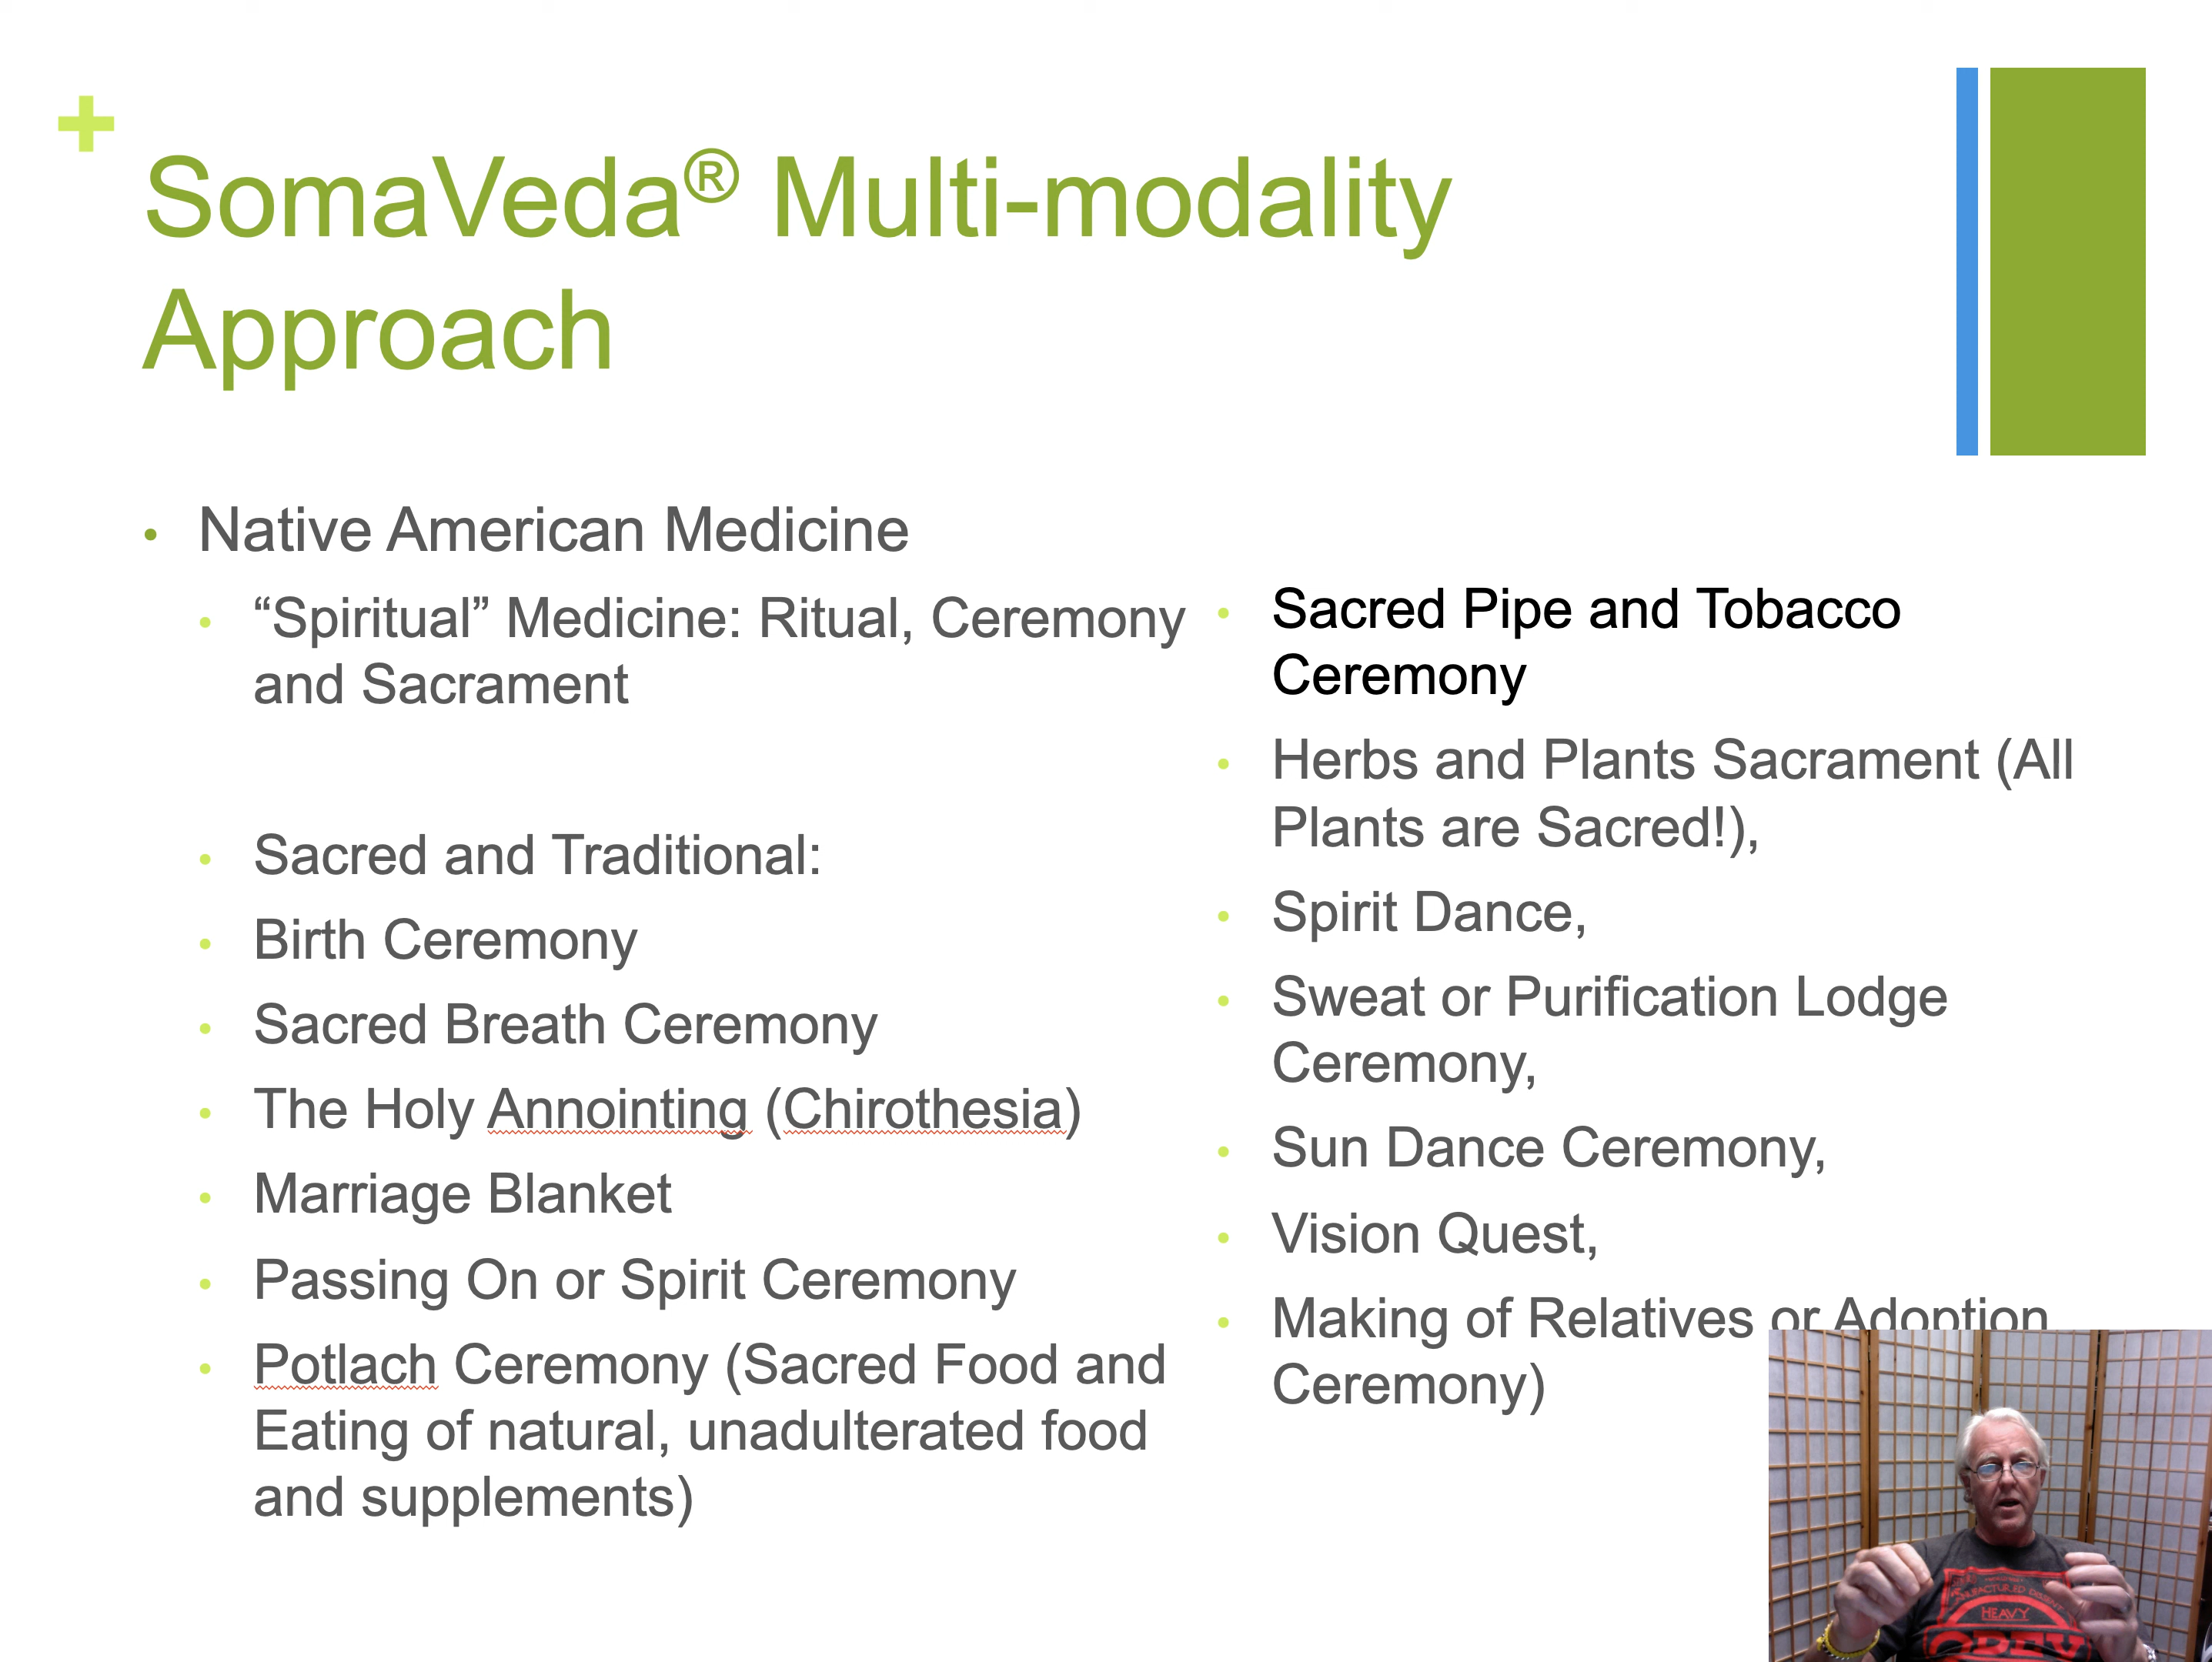 SomaVeda® Multi-modality
Approach
• Native American Medicine
• “Spiritual” Medicine: Ritual, Ceremony
and Sacrament
• Sacred and Traditional:
• Birth Ceremony
• Sacred Breath Ceremony
• The Holy Annointing (Chirothesia)
• Marriage Blanket
• Passing On or Spirit Ceremony
• Potlach Ceremony (Sacred Food and
Eating of natural, unadulterated food
and supplements)
• Sacred Pipe and Tobacco
Ceremony
• Herbs and Plants Sacrament (All
Plants are Sacred!),
• Spirit Dance,
• Sweat or Purification Lodge
Ceremony,
• Sun Dance Ceremony,
• Vision Quest,
• Making of Relatives or Adoption
Ceremony)
HEAVY
OBEY